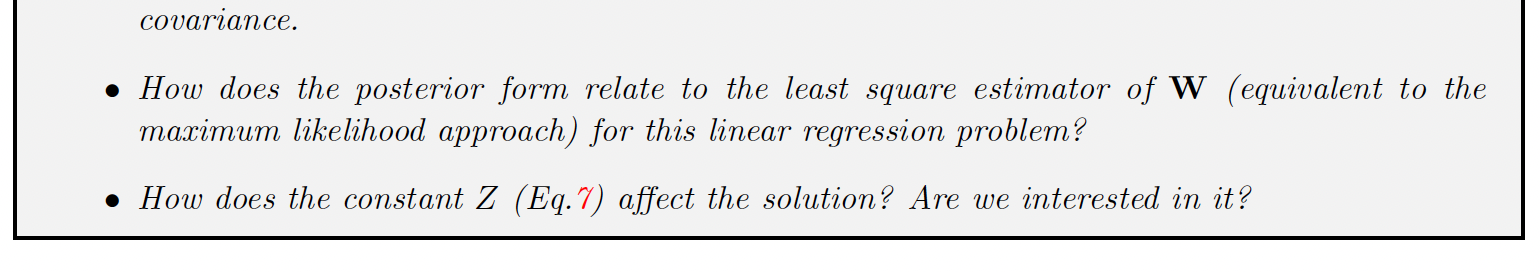 covariance.
• How does the posterior form relate to the least square estimator of W (equivalent to the
maximum likelihood approach) for this linear regression problem?
• How does the constant Z (Eq.7) affect the solution? Are we interested in it?